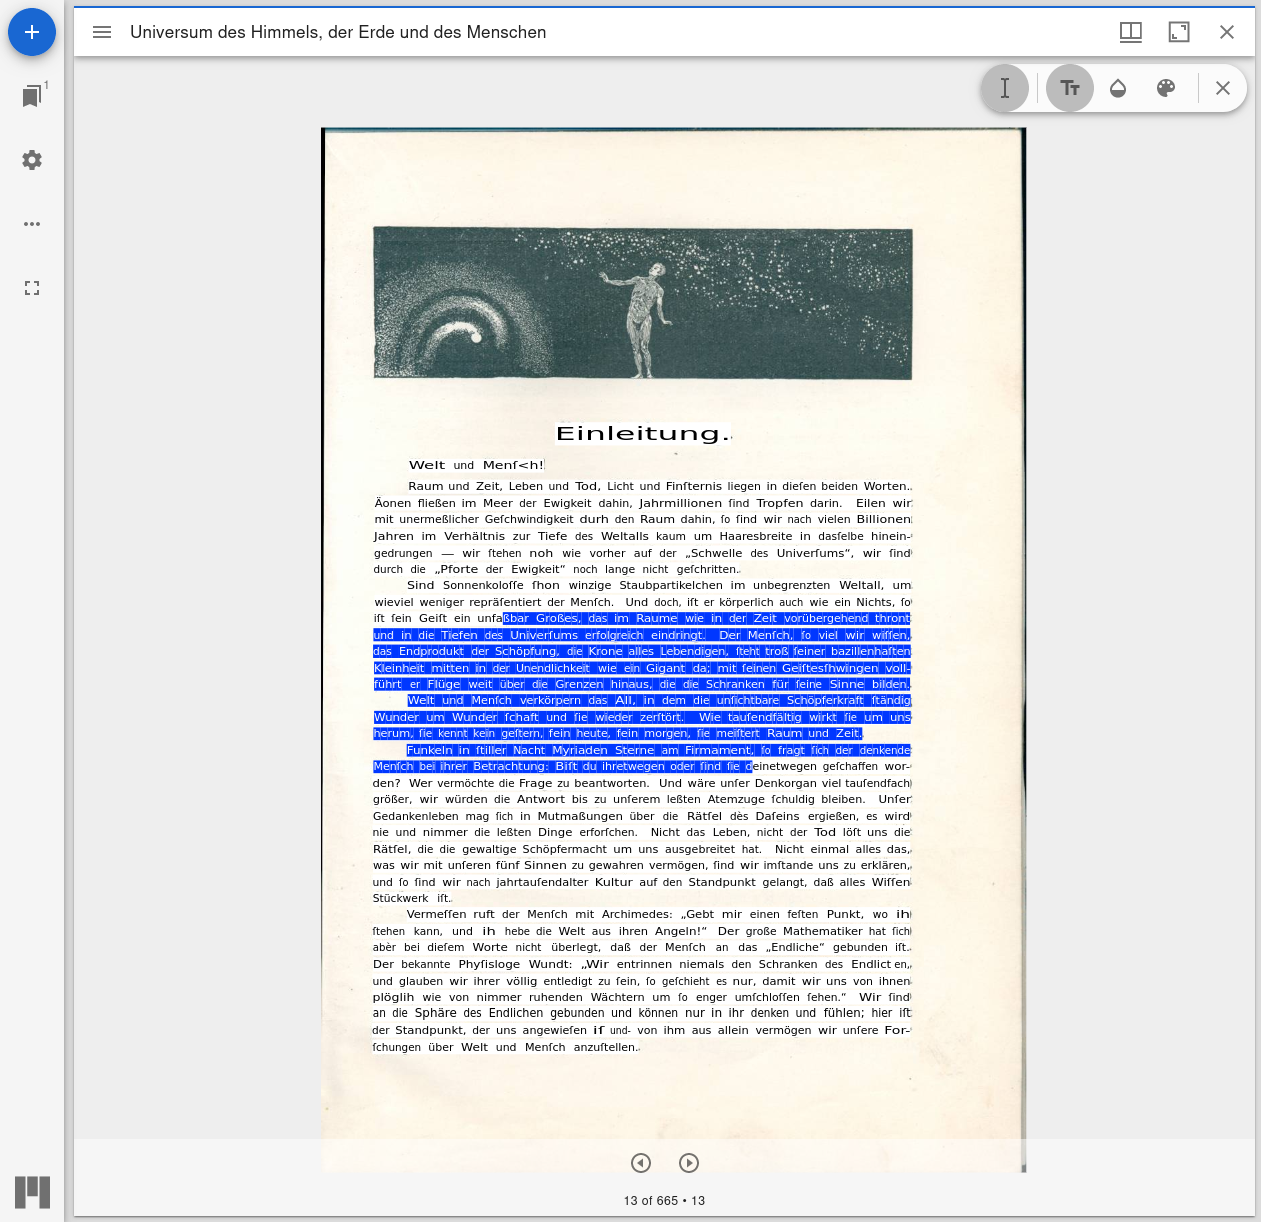 Universum des Himmels, der Erde und des Menschen
1
Einleitung.
Welt und Menſ<h!
Raum und Zeit, Leben und Tod, Licht und Finſternis liegen in dieſen beiden Worten.
Äonen fließen im Meer der Ewigkeit dahin, Jahrmillionen ſind Tropfen darin. Eilen wir
mit unermeßlicher Geſchwindigkeit durh den Raum dahin, ſo ſind wir nach vielen Billionen
Jahren im Verhältnis zur Tiefe des Weltalls kaum um Haaresbreite in dasſelbe hinein-
gedrungen — wir ſtehen noh wie vorher auf der „Schwelle des Univerſums“, wir ſind
durch die „Pforte der Ewigkeit“ noch lange nicht geſchritten.
Sind Sonnenkoloſſe ſhon winzige Staubpartikelchen im unbegrenzten Weltall, um
wieviel weniger repräſentiert der Menſch. Und doch, iſt er körperlich auch wie ein Nichts, ſo
iſt ſein Geiſt ein unfaßbar Großes, das im Raume wie in der Zeit vorübergehend thront
und in die Tiefen des Univerſums erfolgreich eindringt. Der Menſch, ſo viel wir wiſſen,
das Endprodukt der Schöpfung, die Krone alles Lebendigen, ſteht troß ſeiner bazillenhaften
Kleinheit mitten in der Unendlichkeit wie ein Gigant da; mit ſeinen Geiſtesſhwingen voll-
führt er Flüge weit über die Grenzen hinaus, die die Schranken für ſeine Sinne bilden.
Welt und Menſch verkörpern das All, in dem die unſichtbare Schöpferkraft ſtändig
Wunder um Wunder ſchaft und ſie wieder zerſtört. Wie tauſendfältig wirkt ſie um uns
herum, ſie kennt kein geſtern, ſein heute, ſein morgen, ſie meiſtert Raum und Zeit.
Funkeln in ſtiller Nacht Myriaden Sterne am Firmament, ſo fragt ſich der denkende
Menſch bei ihrer Betrachtung: Biſt du ihretwegen oder ſind ſie deinetwegen geſchaffen wor-
den? Wer vermöchte die Frage zu beantworten. Und wäre unſer Denkorgan viel tauſendfach
größer, wir würden die Antwort bis zu unſerem leßten Atemzuge ſchuldig bleiben. Unſer
Gedankenleben mag ſich in Mutmaßungen über die Rätſel dès Daſeins ergießen, es wird
nie und nimmer die leßten Dinge erforſchen. Nicht das Leben, nicht der Tod löſt uns die
Rätſel, die die gewaltige Schöpfermacht um uns ausgebreitet hat. Nicht einmal alles das,
was wir mit unſeren fünf Sinnen zu gewahren vermögen, ſind wir imſtande uns zu erklären,
und ſo ſind wir nach jahrtauſendalter Kultur auf den Standpunkt gelangt, daß alles Wiſſen
Stückwerk iſt.
Vermeſſen ruft der Menſch mit Archimedes: „Gebt mir einen feſten Punkt, wo ih
ſtehen kann, und ih hebe die Welt aus ihren Angeln!“ Der große Mathematiker hat ſich
abèr bei dieſem Worte nicht überlegt, daß der Menſch an das „Endliche“ gebunden iſt.
Der bekannte Phyſisloge Wundt: „Wir entrinnen niemals den Schranken des Endlict en,
und glauben wir ihrer völlig entledigt zu ſein, ſo geſchieht es nur, damit wir uns von ihnen
plöglih wie von nimmer ruhenden Wächtern um ſo enger umſchloſſen ſehen.“ Wir ſind
an die Sphäre des Endlichen gebunden und können nur in ihr denken und fühlen; hier iſt
der Standpunkt, der uns angewieſen iſ und- von ihm aus allein vermögen wir unſere For-
ſchungen über Welt und Menſch anzuſtellen.
13 of 665 • 13